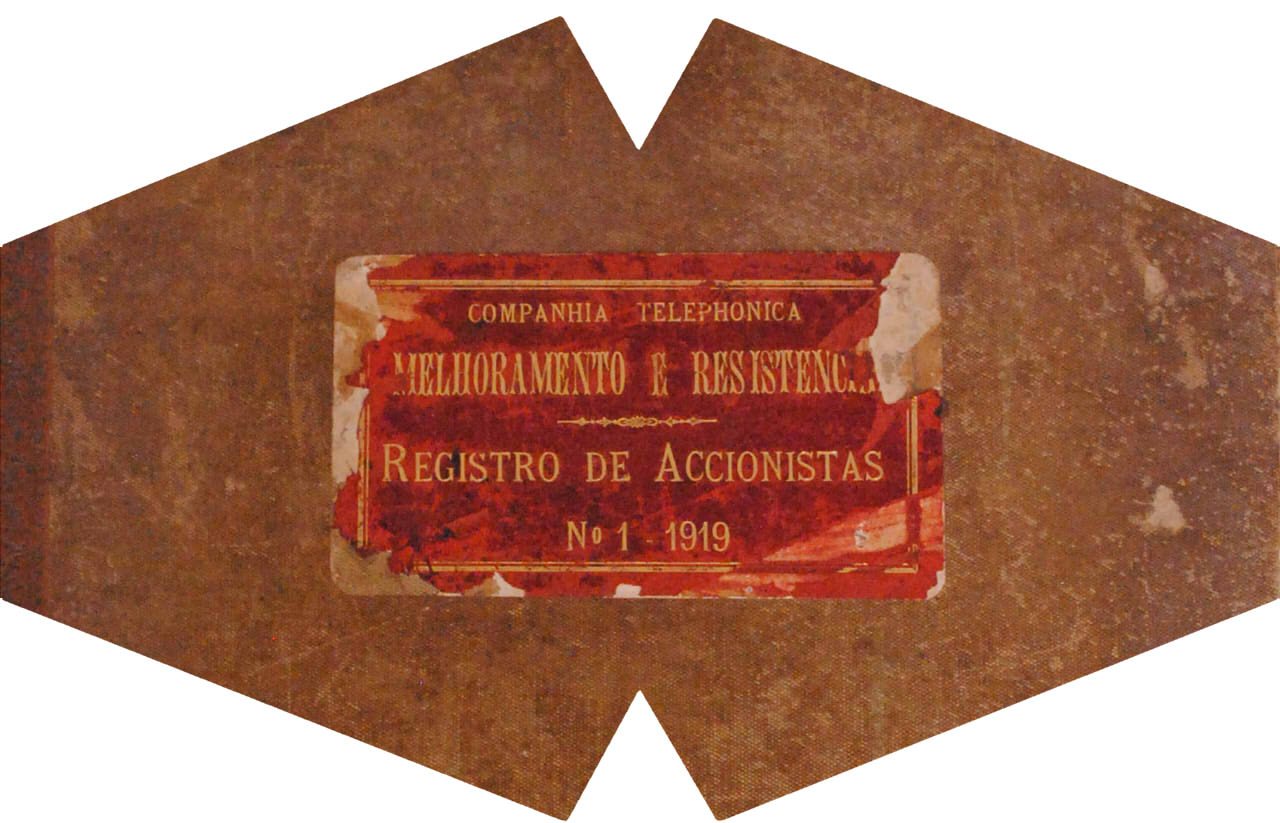 COMPANHIA TELEPHONICA
MELHORAMENTO E RESISTENCIA
REGISTRO DE ACCIONISTAS
Nº 1 - 1919